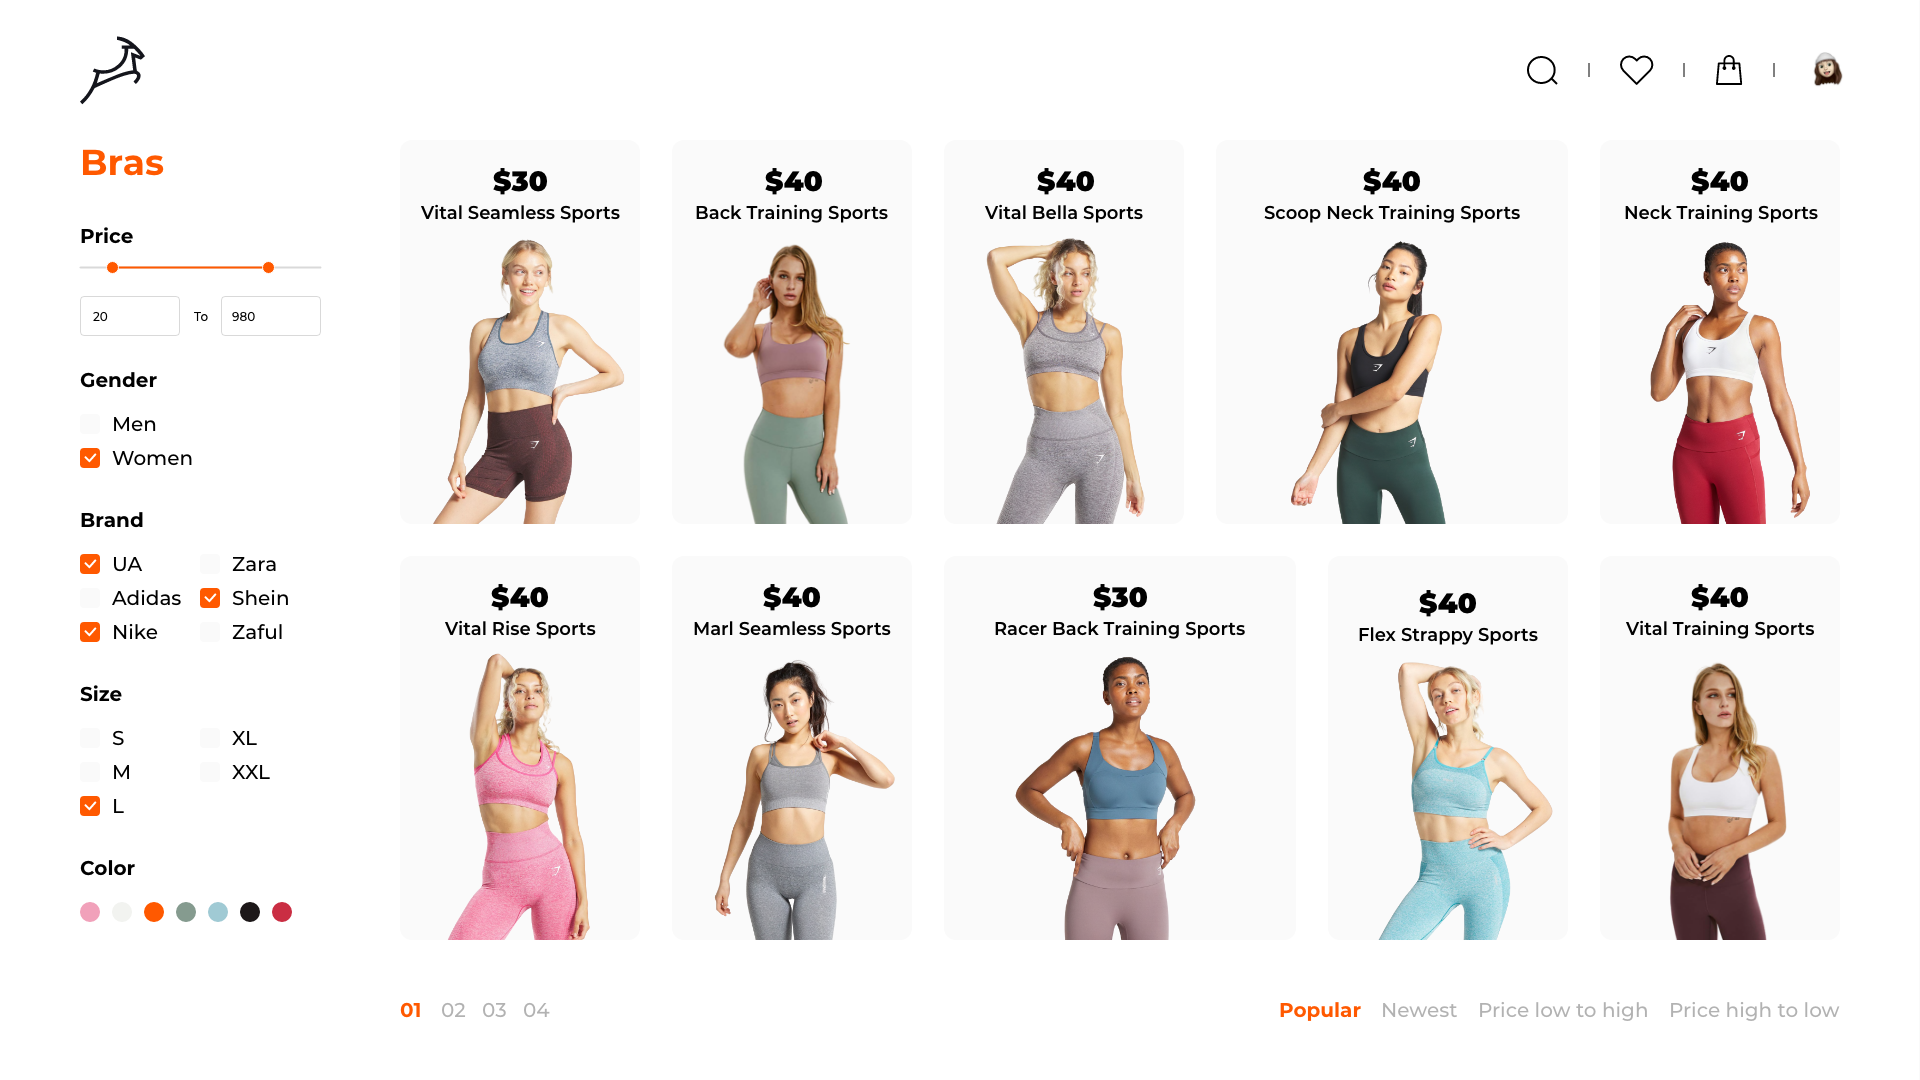 Bras
Price
20 To 980
Gender
Men
Women
Brand
UA Zara
Adidas Shein
Nike Zaful
Size
S XL
M XXL
L
Color
$30
Vital Seamless Sports
$40
Back Training Sports
$40
Vital Bella Sports
$40
Scoop Neck Training Sports
$40
Neck Training Sports
$40
Vital Rise Sports
$40
Marl Seamless Sports
$30
Racer Back Training Sports
$40
Flex Strappy Sports
$40
Vital Training Sports
01 02 03 04
Popular Newest Price low to high Price high to low